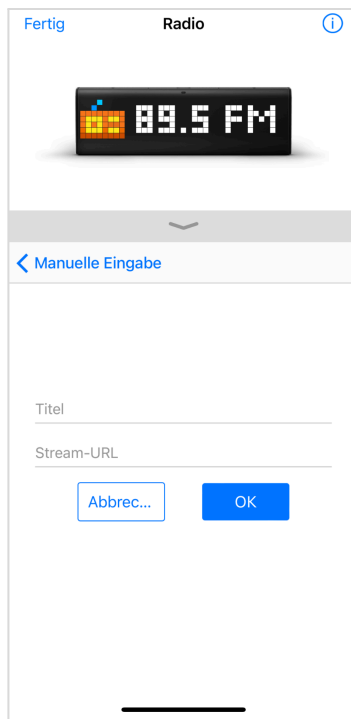 Fertig Radio
89.5 FM
Manuelle Eingabe
Titel
Stream-URL
Abbrec... OK